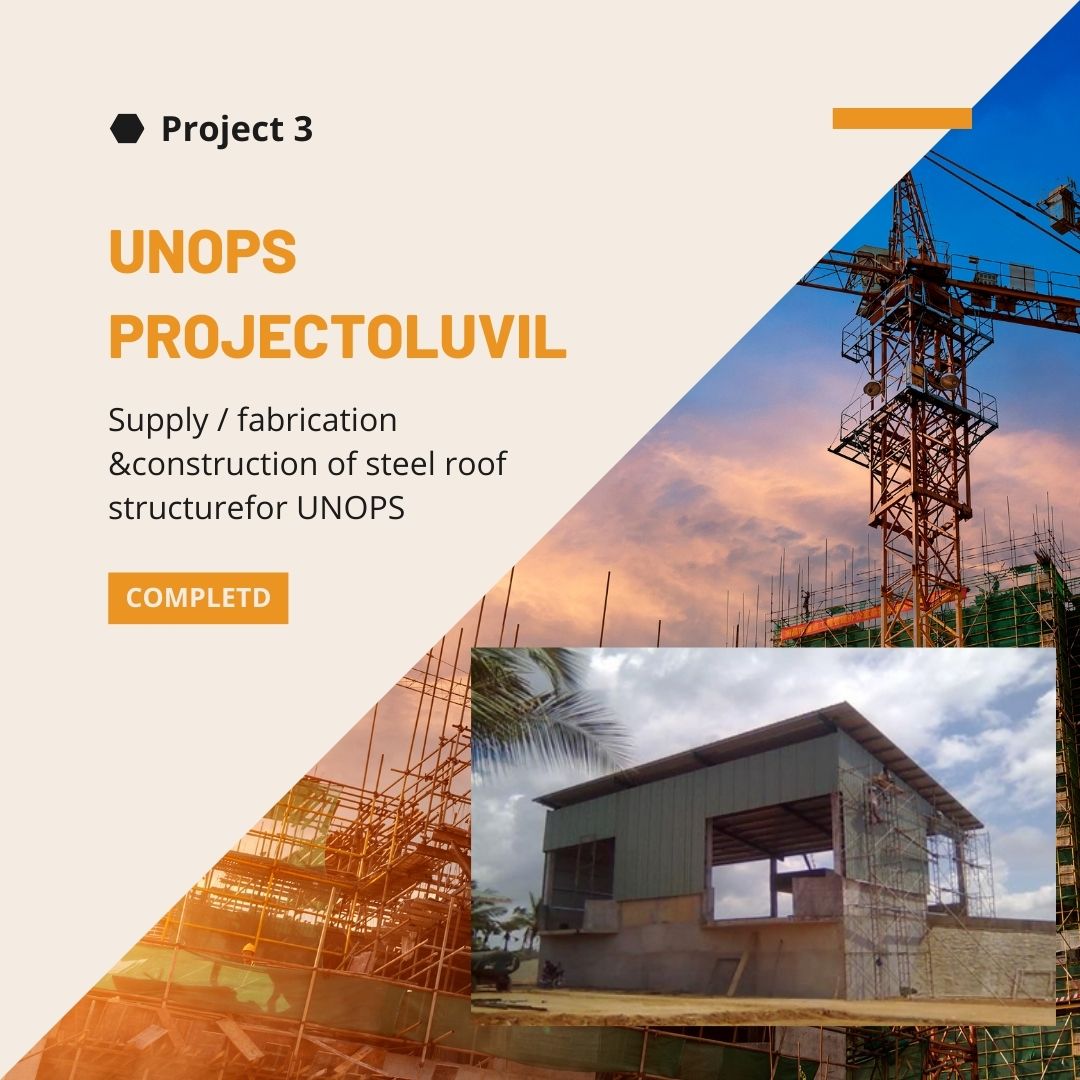 Project 3
UNOPS
PROJECTOLUVIL
Supply / fabrication
&construction of steel roof
structurefor UNOPS
COMPLETD